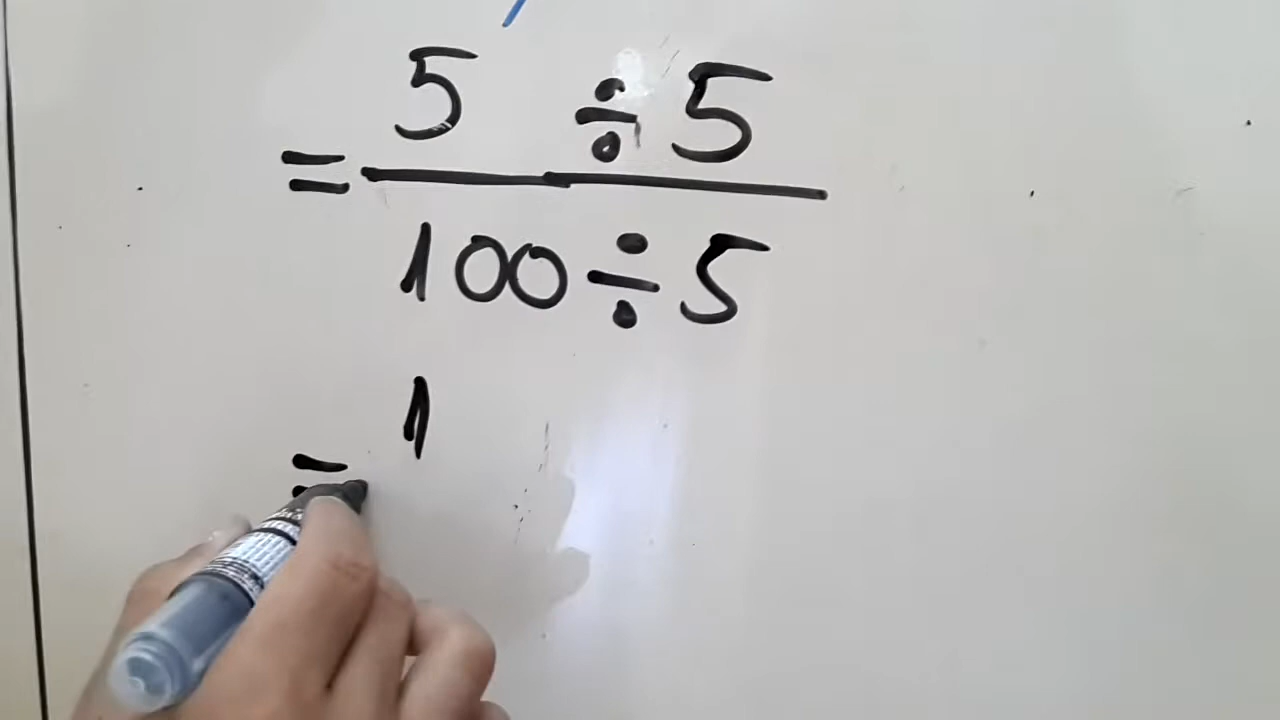 5 ÷ 5
=
100 ÷ 5
1
=